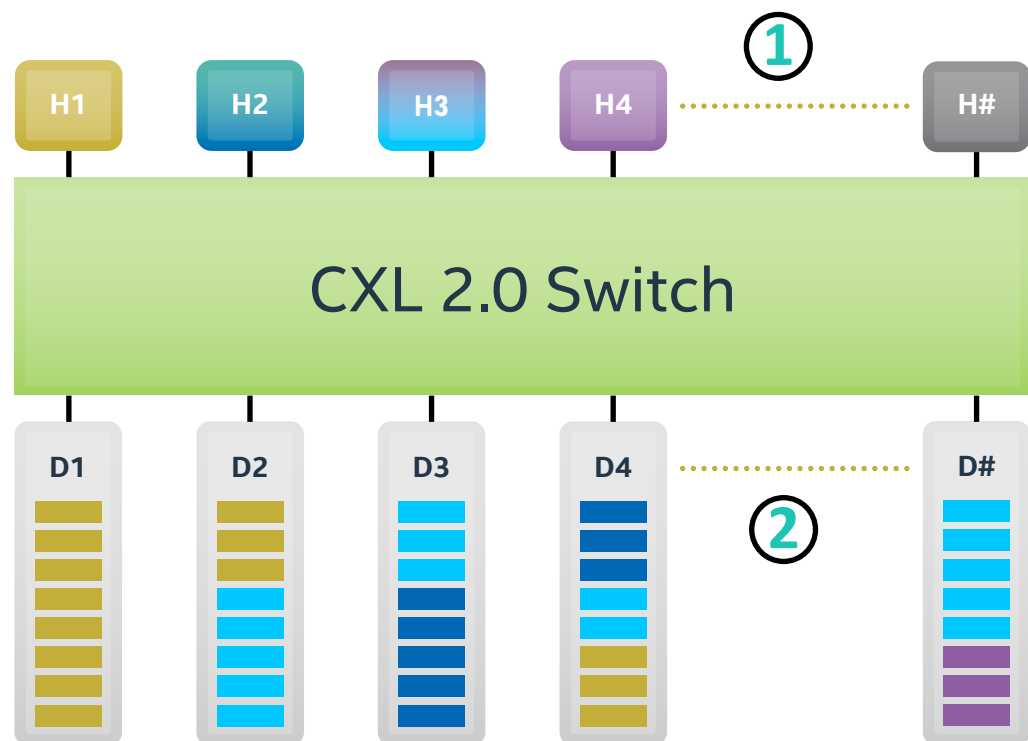 1
H1 H2 H3 H4 H#
CXL 2.0 Switch
D1 D2 D3 D4 D#
2